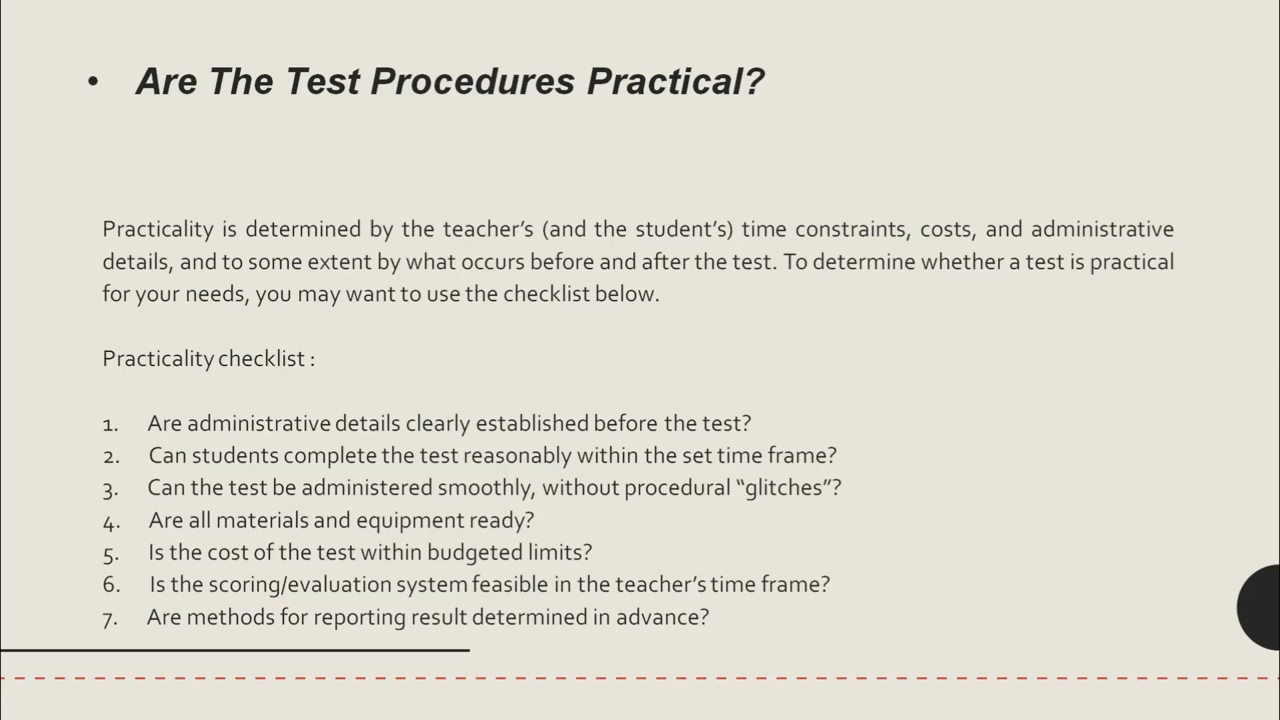 • Are The Test Procedures Practical?
Practicality is determined by the teacher’s (and the student’s) time constraints, costs, and administrative
details, and to some extent by what occurs before and after the test. To determine whether a test is practical
for your needs, you may want to use the checklist below.
Practicality checklist :
1. Are administrative details clearly established before the test?
2. Can students complete the test reasonably within the set time frame?
3. Can the test be administered smoothly, without procedural “glitches”?
4. Are all materials and equipment ready?
5. Is the cost of the test within budgeted limits?
6. Is the scoring/evaluation system feasible in the teacher’s time frame?
7. Are methods for reporting result determined in advance?